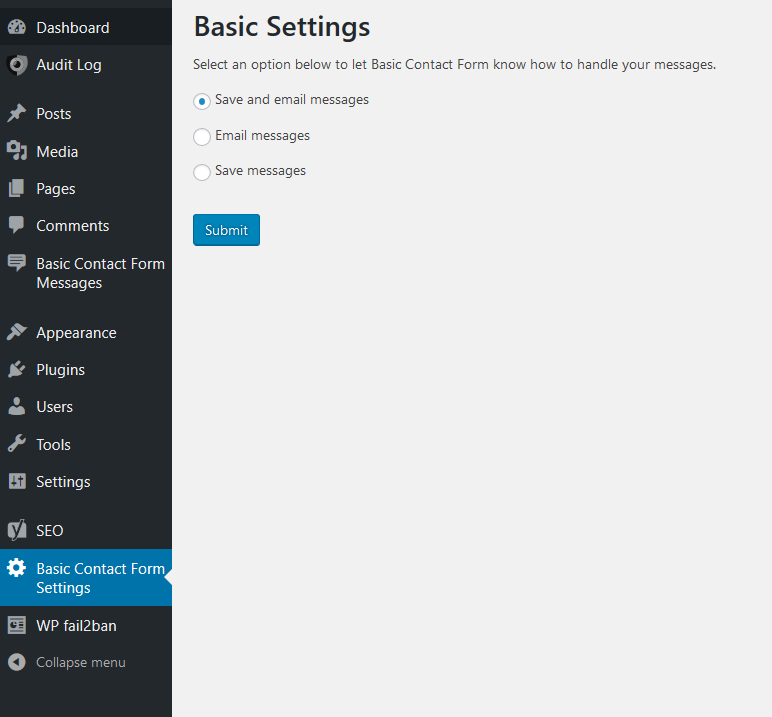 Dashboard
Audit Log
Posts
Media
Pages
Comments
Basic Contact Form
Messages
Appearance
Plugins
Users
Tools
Settings
SEO
Basic Contact Form
Settings
WP fail2ban
Collapse menu
Basic Settings
Select an option below to let Basic Contact Form know how to handle your messages.
Save and email messages
Email messages
Save messages
Submit